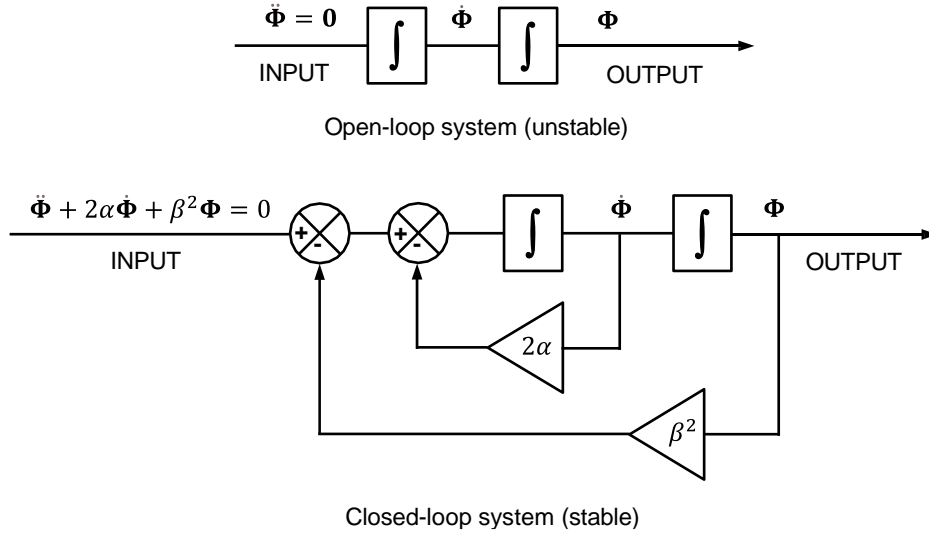 Φ̈ = 0
Φ̇
Φ
∫
∫
INPUT
OUTPUT
Open-loop system (unstable)
Φ̈ + 2αΦ̇ + β²Φ = 0
Φ̇
Φ
+
-
+
-
∫
∫
INPUT
OUTPUT
2α
β²
Closed-loop system (stable)